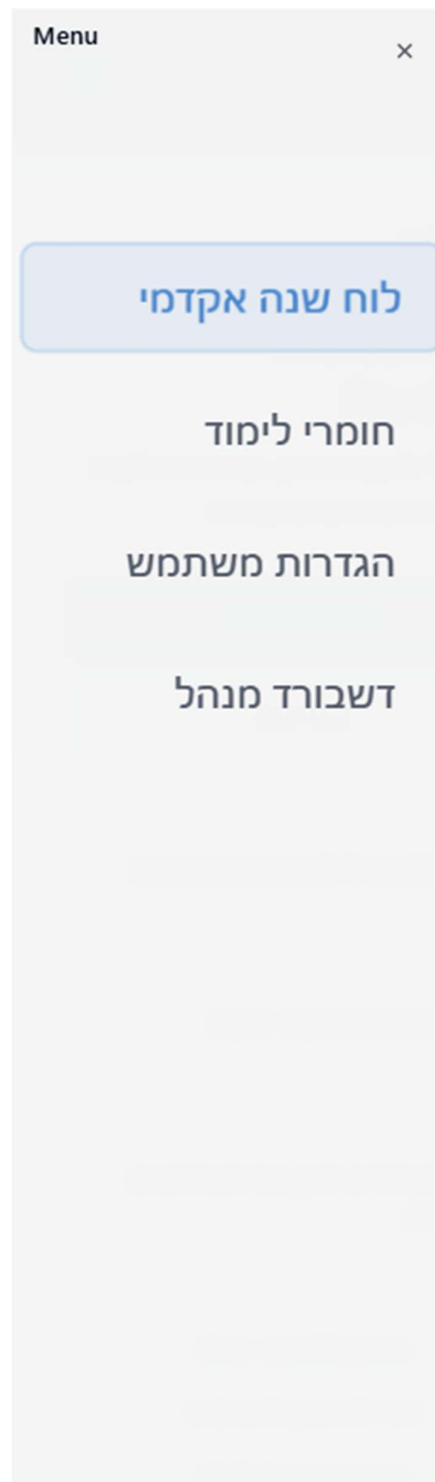 Menu
×
לוח שנה אקדמי
חומרי לימוד
הגדרות משתמש
דשבורד מנהל